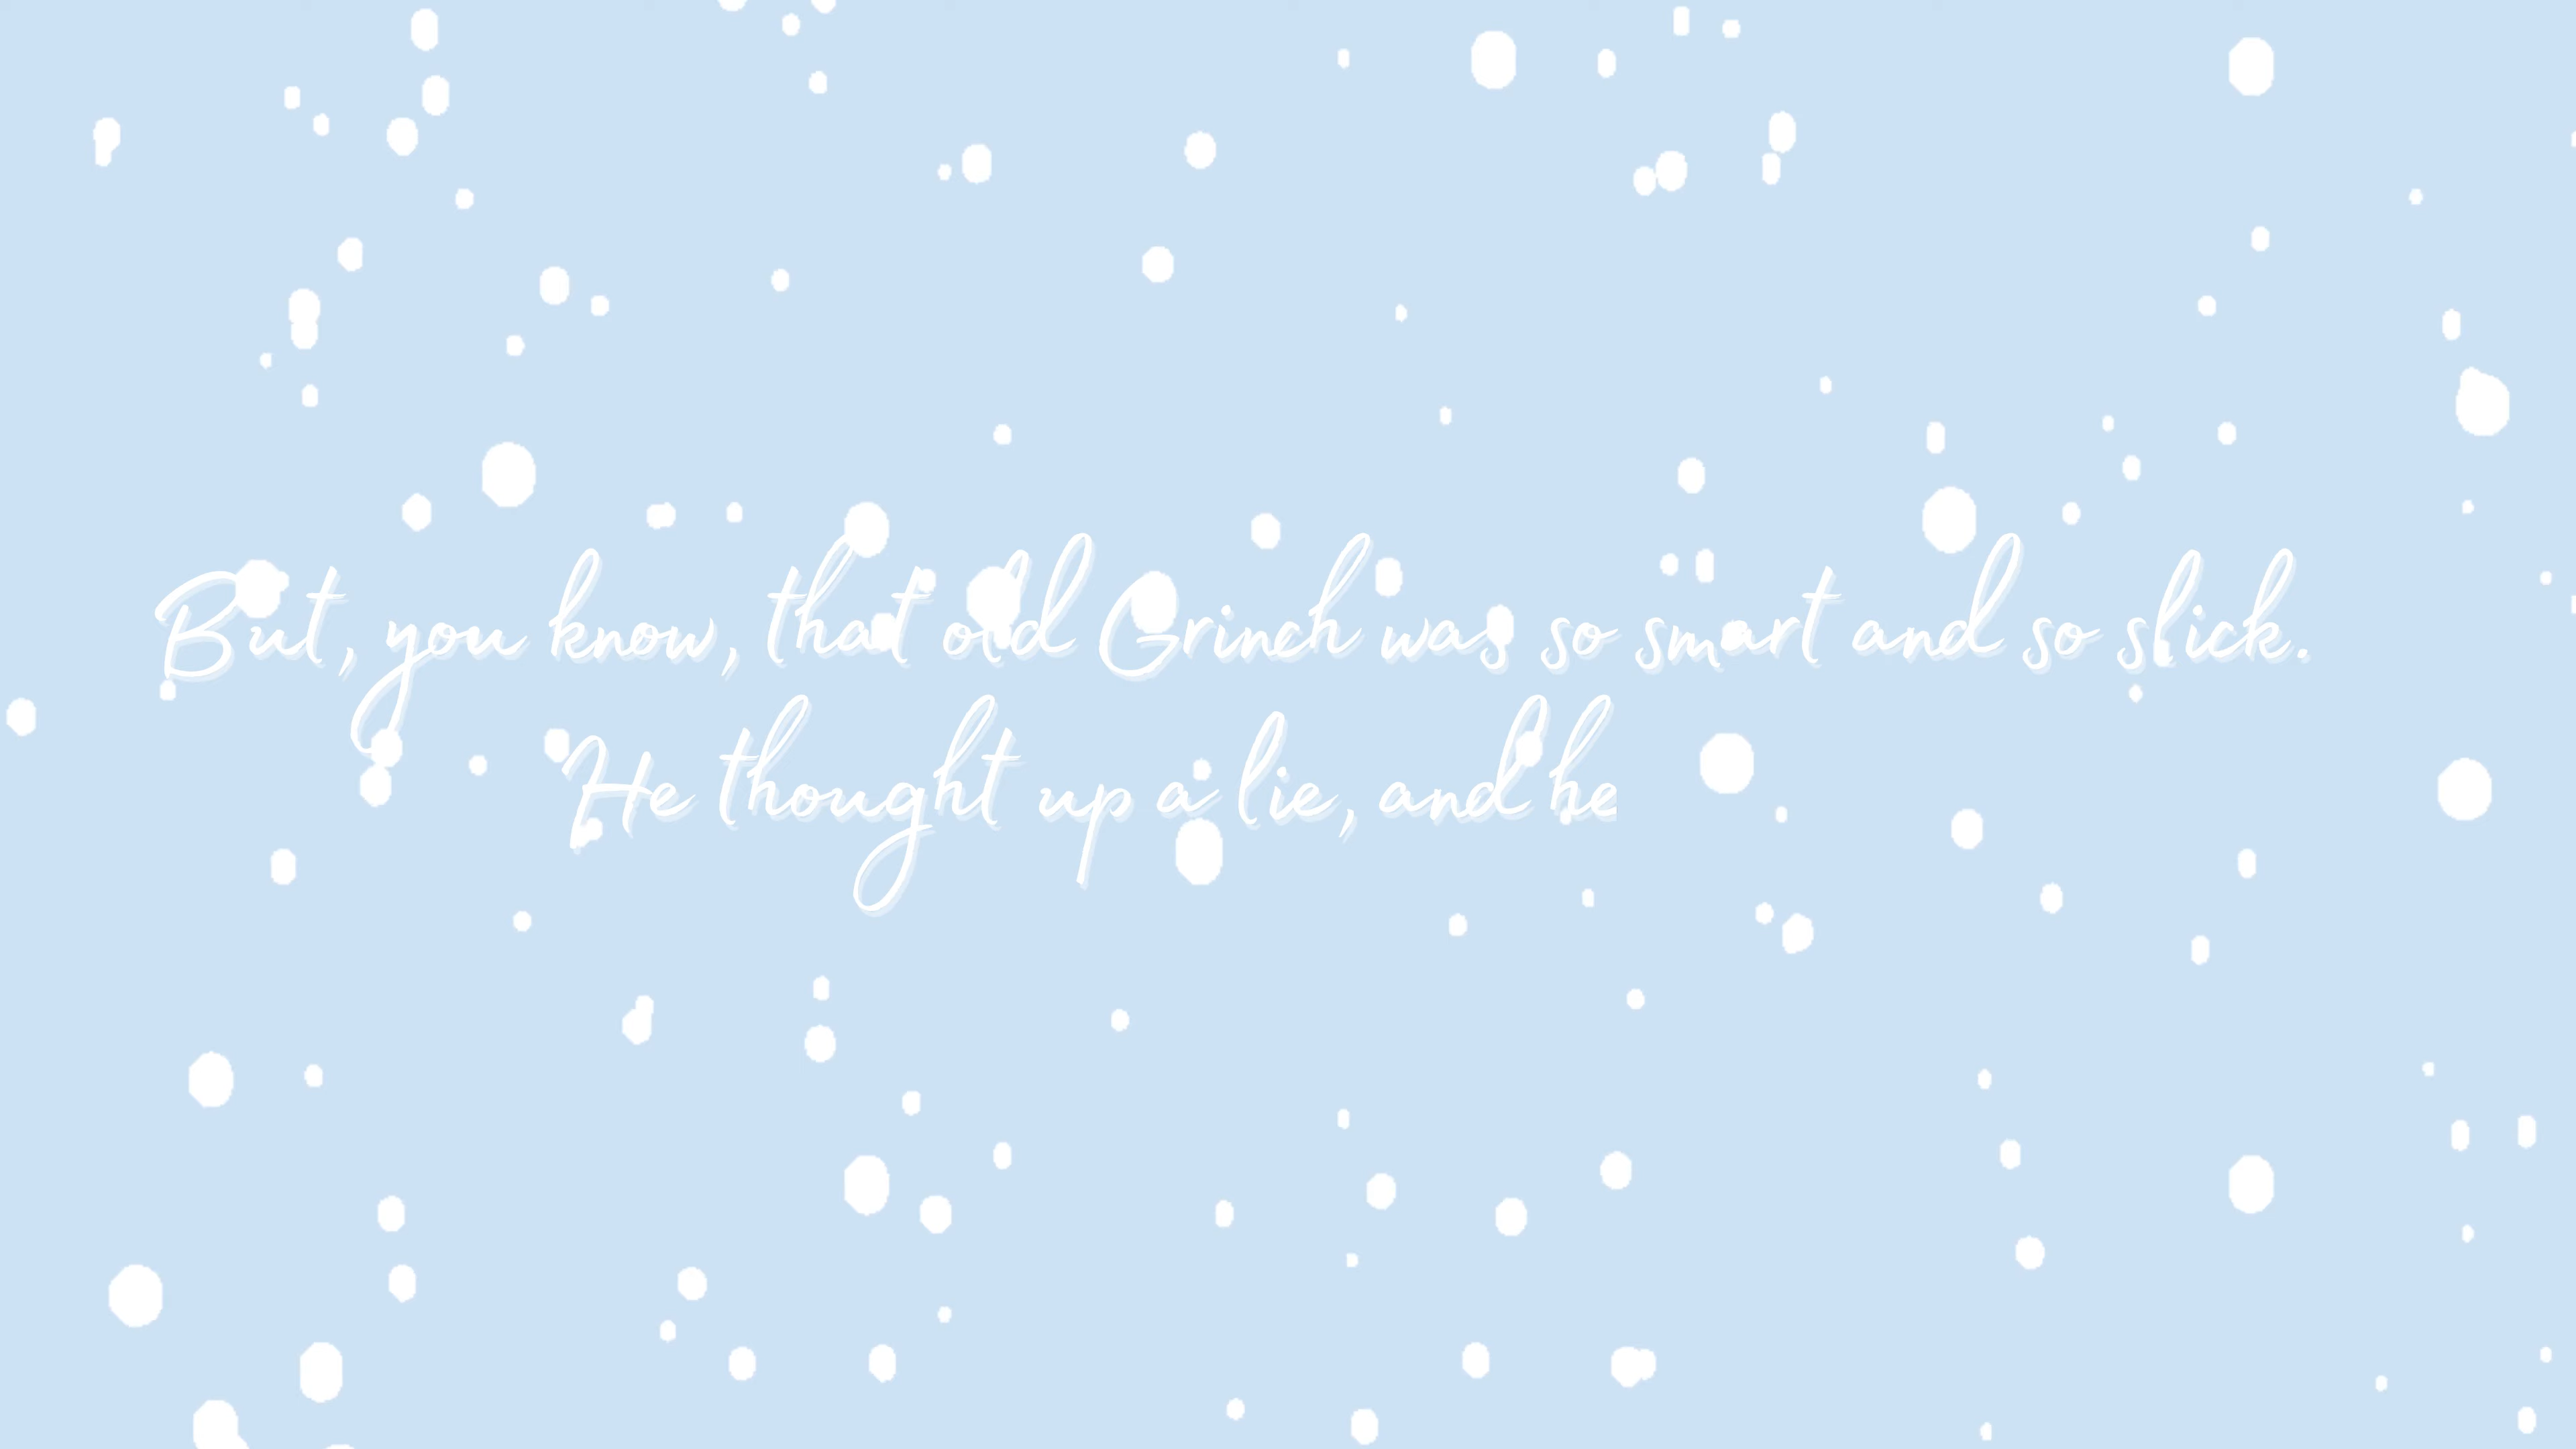 But, you know, that old Grinch was so smart and so slick.
He thought up a lie, and he